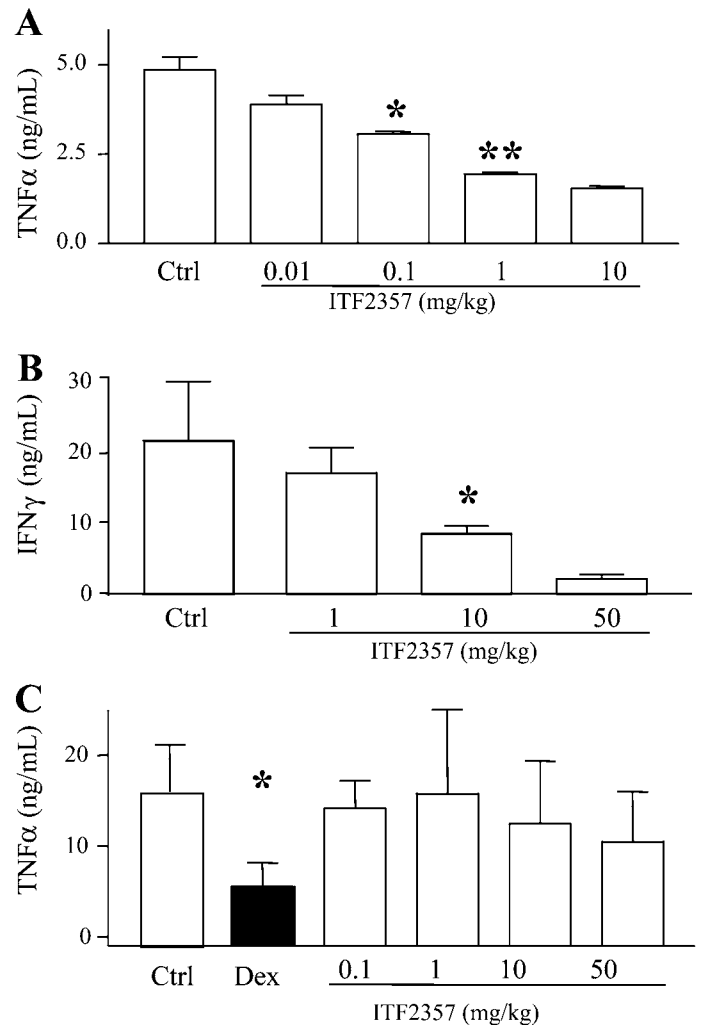 A
TNFα (ng/mL)
5.0
2.5
0.0
*
**
Ctrl 0.01 0.1 1 10
ITF2357 (mg/kg)
B
IFNγ (ng/mL)
30
20
10
0
*
Ctrl 1 10 50
ITF2357 (mg/kg)
C
TNFα (ng/mL)
20
10
0
*
Ctrl Dex 0.1 1 10 50
ITF2357 (mg/kg)